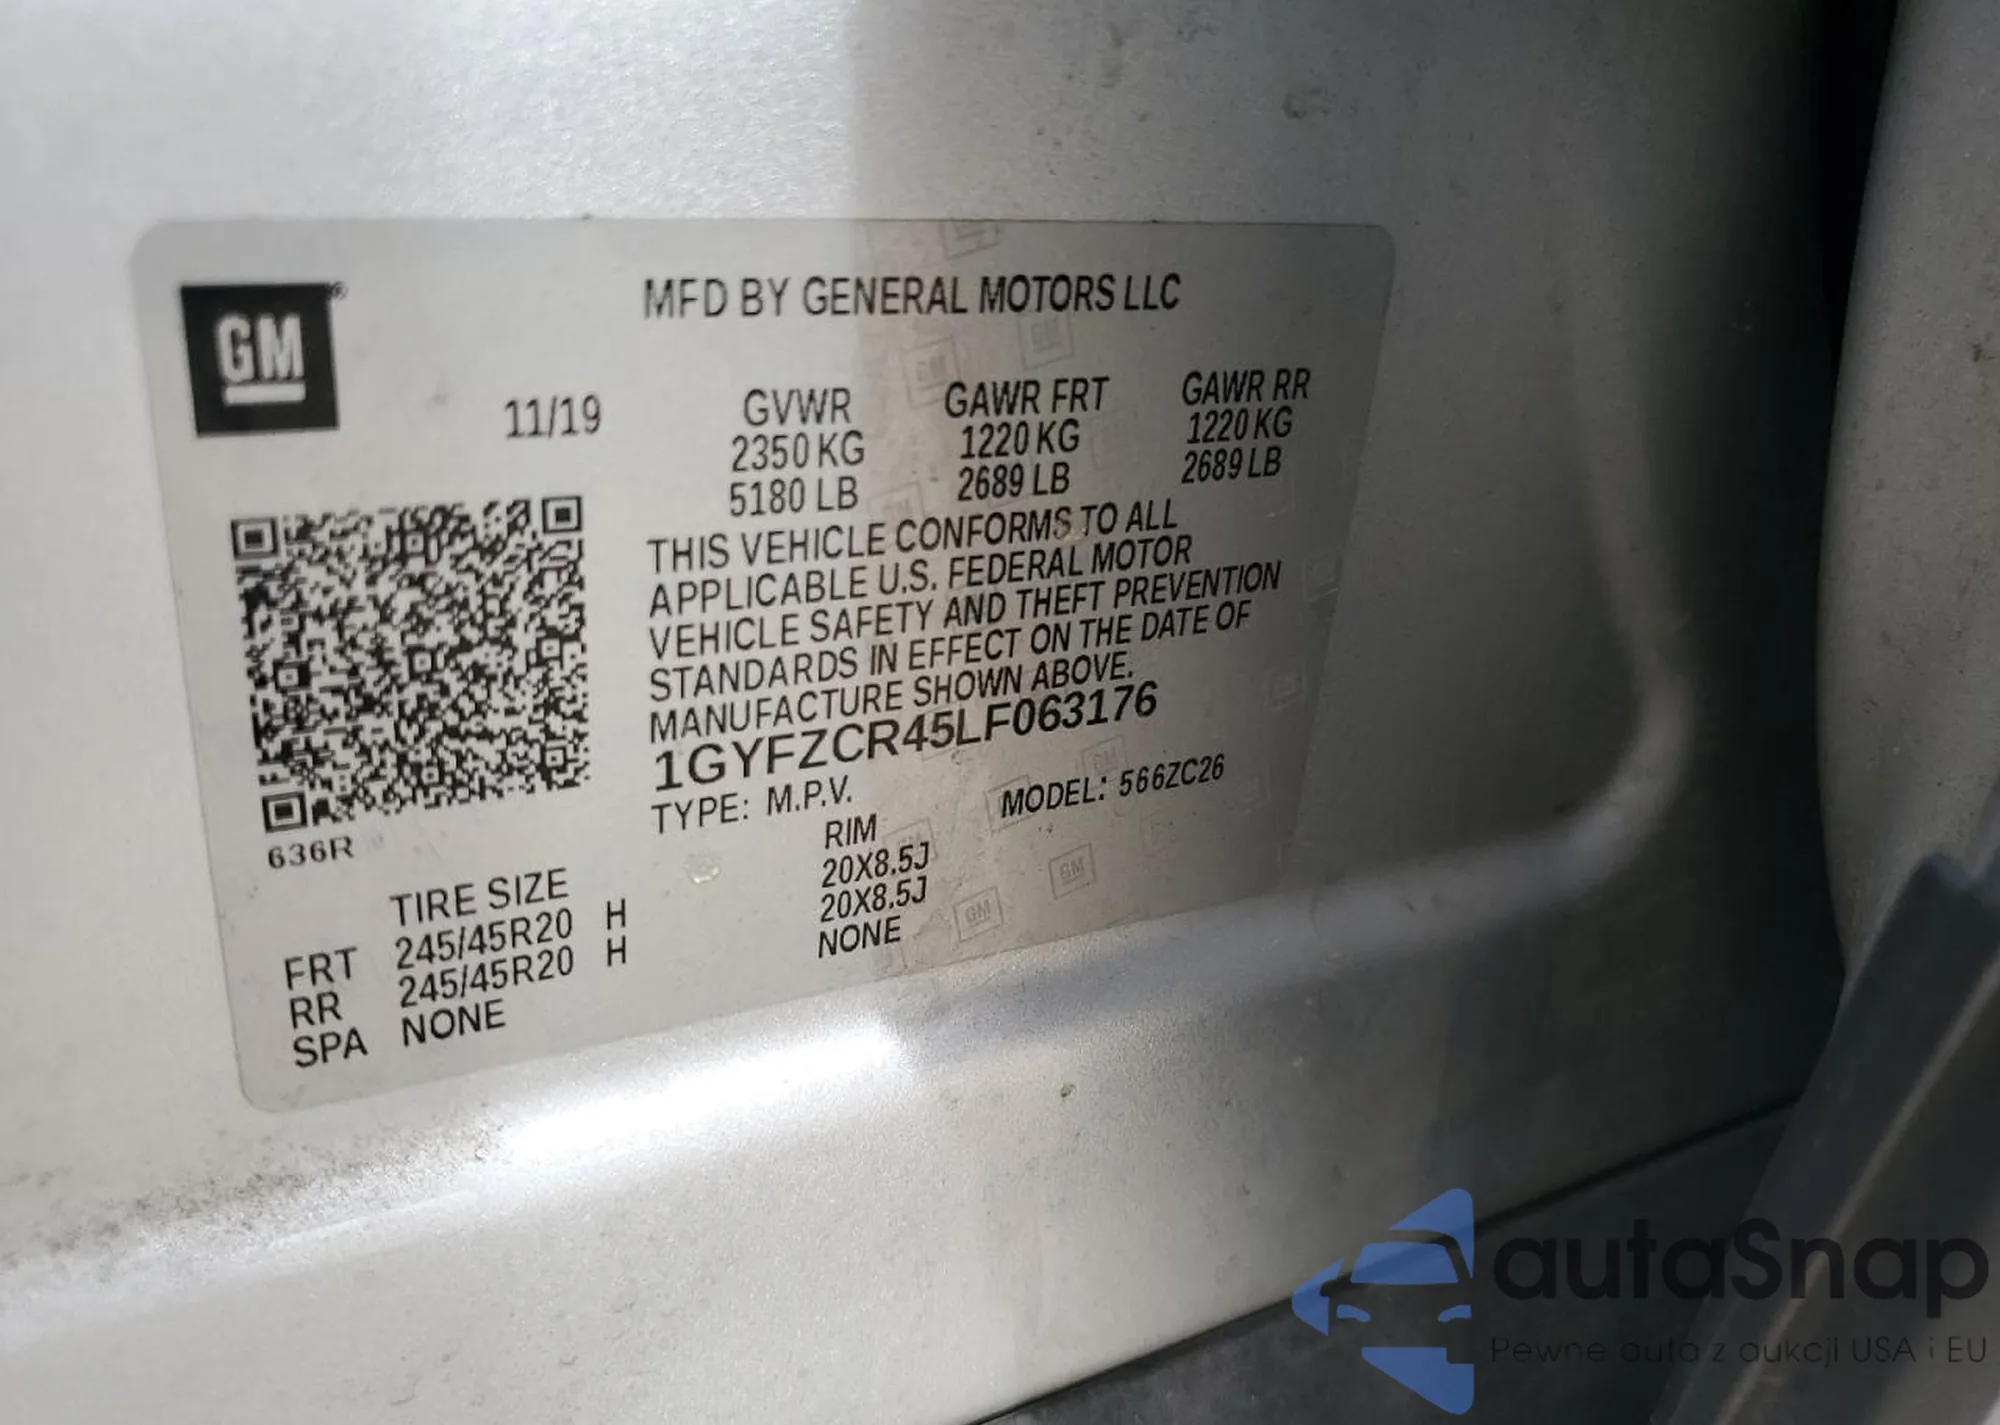 GM
MFD BY GENERAL MOTORS LLC
11/19
GVWR GAWR FRT GAWR RR
2350 KG 1220 KG 1220 KG
5180 LB 2689 LB 2689 LB
THIS VEHICLE CONFORMS TO ALL
APPLICABLE U.S. FEDERAL MOTOR
VEHICLE SAFETY AND THEFT PREVENTION
STANDARDS IN EFFECT ON THE DATE OF
MANUFACTURE SHOWN ABOVE.
1GYFZCR45LF063176
TYPE: M.P.V. MODEL: 566ZC26
636R
TIRE SIZE RIM
FRT 245/45R20 H 20X8.5J
RR 245/45R20 H 20X8.5J
SPA NONE NONE
autaSnap
Pewne auta z aukcji USA i EU